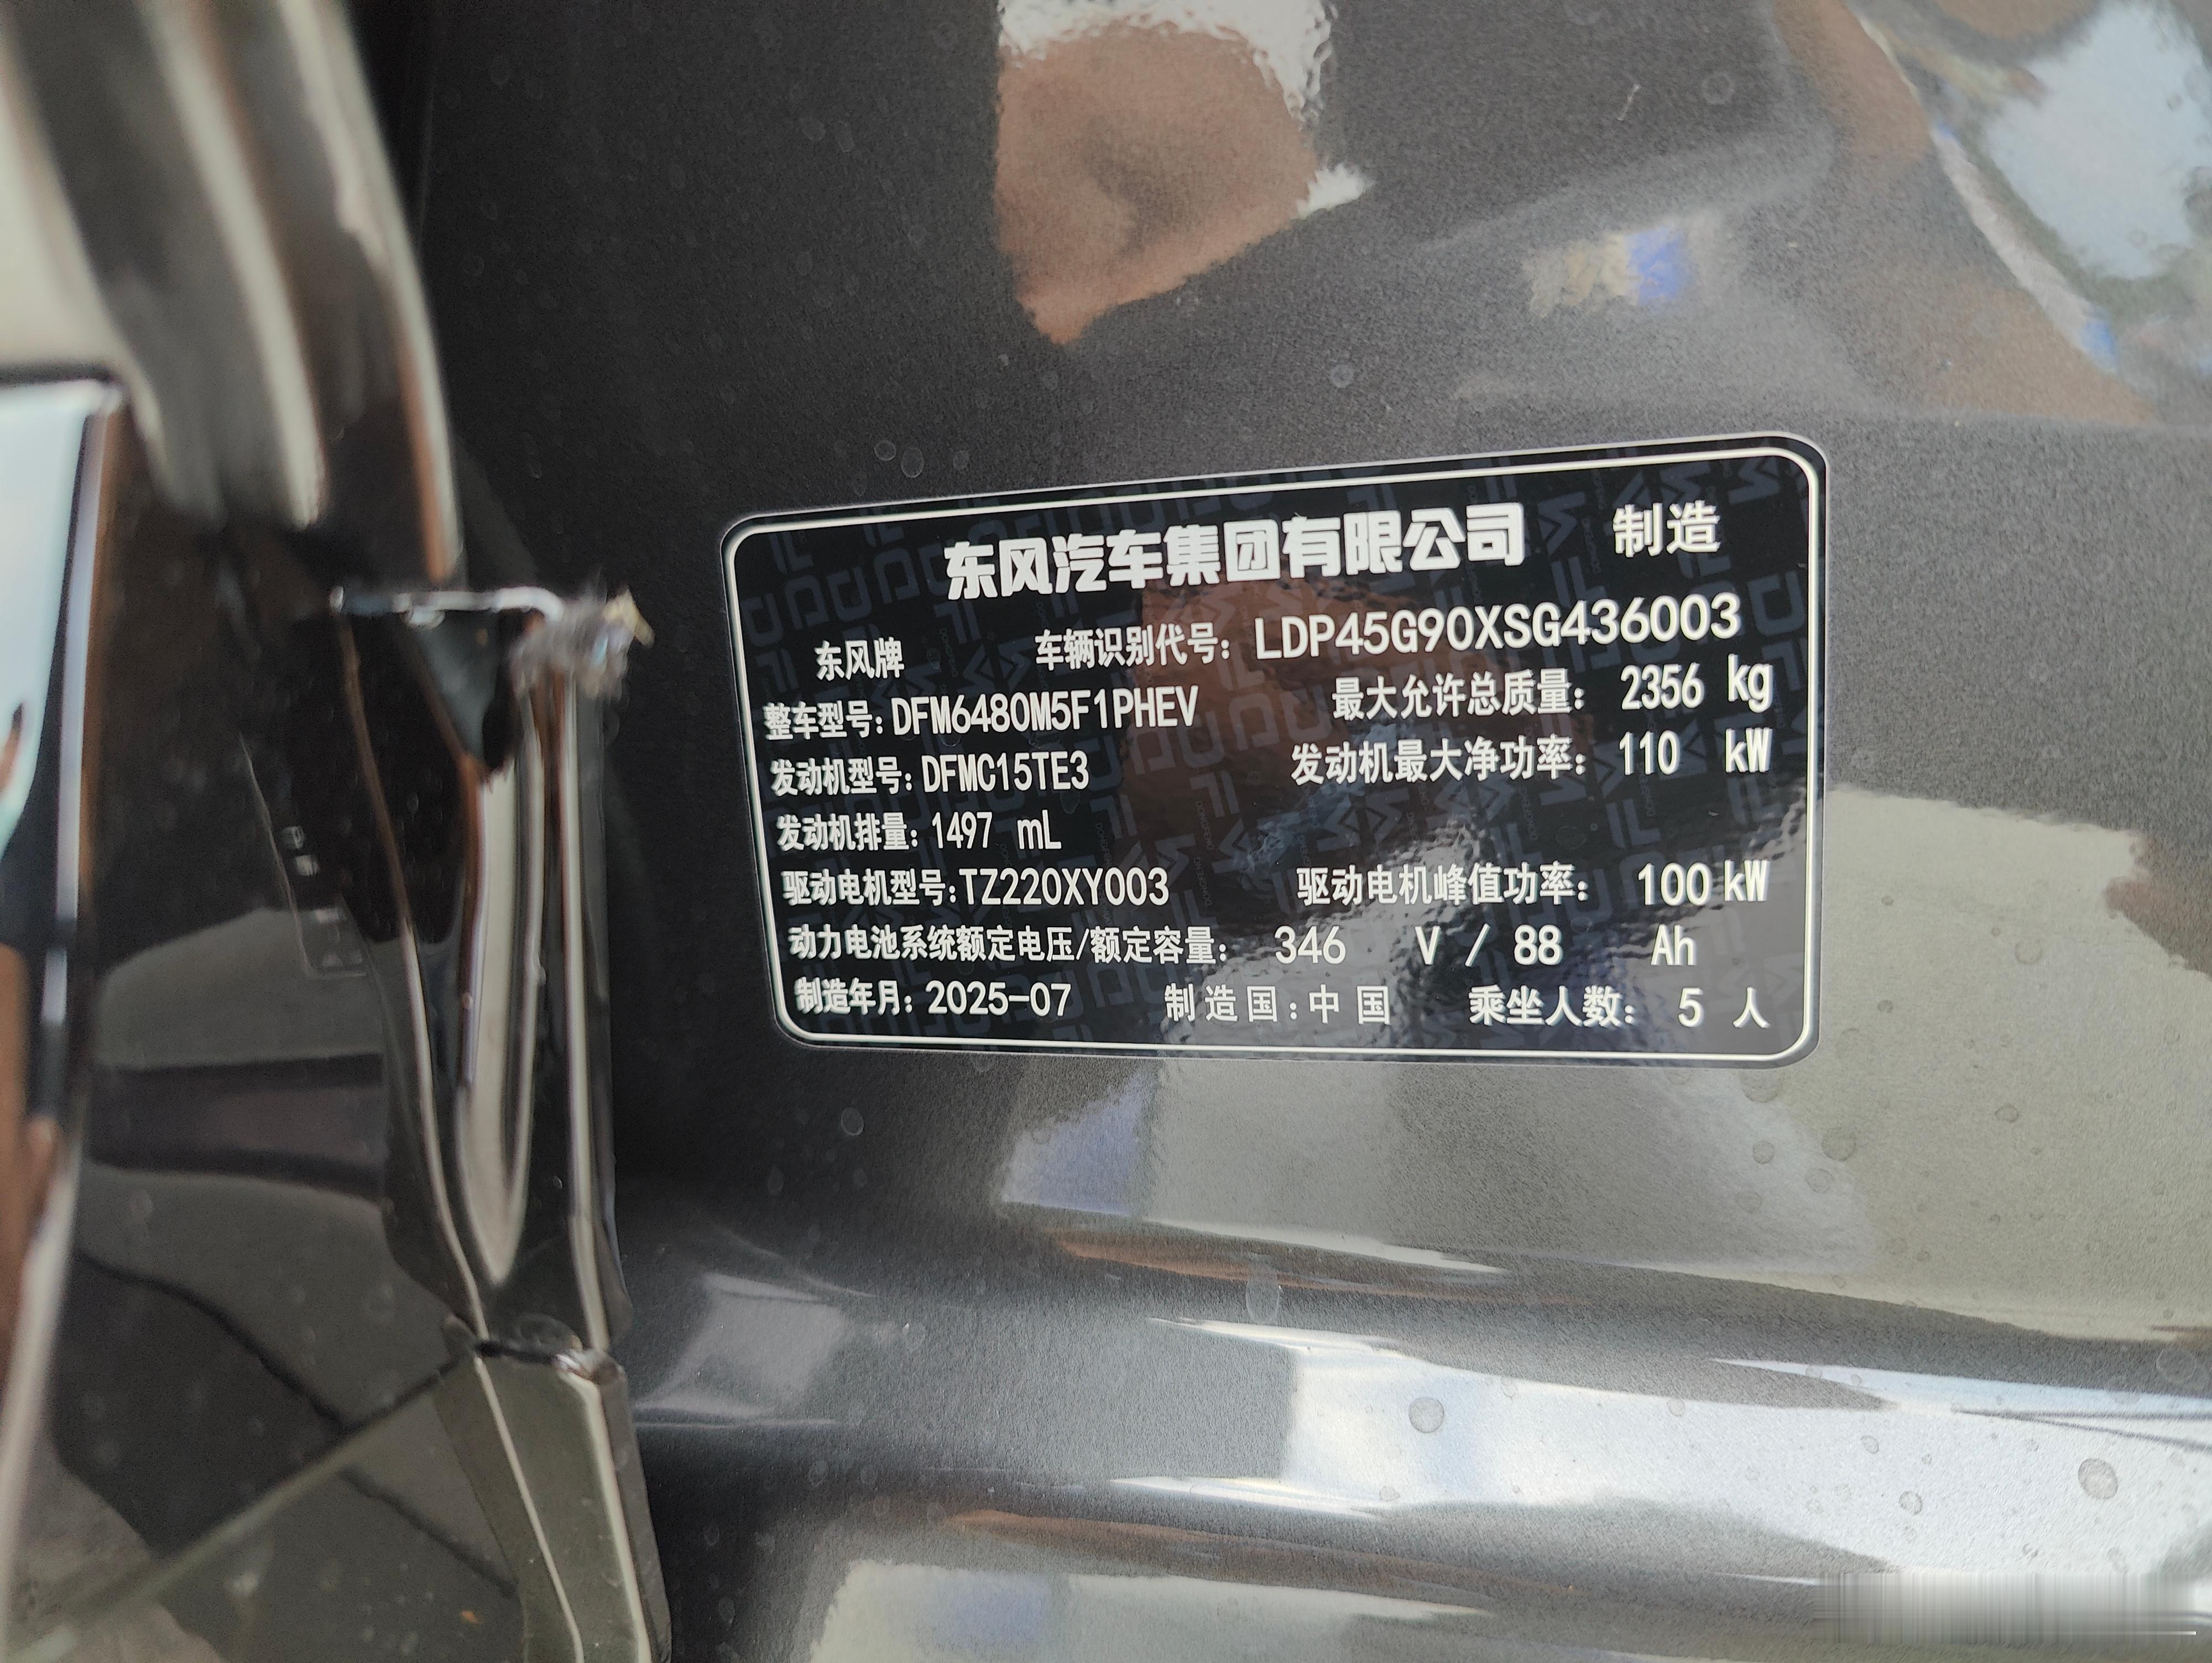 东风汽车集团有限公司 制造
东风牌 车辆识别代号: LDP45G90XSG436003
整车型号: DFM6480M5F1PHEV 最大允许总质量: 2356 kg
发动机型号: DFMC15TE3 发动机最大净功率: 110 kW
发动机排量: 1497 mL
驱动电机型号: TZ220XY003 驱动电机峰值功率: 100 kW
动力电池系统额定电压/额定容量: 346 V / 88 Ah
制造年月: 2025-07 制造国: 中国 乘坐人数: 5 人